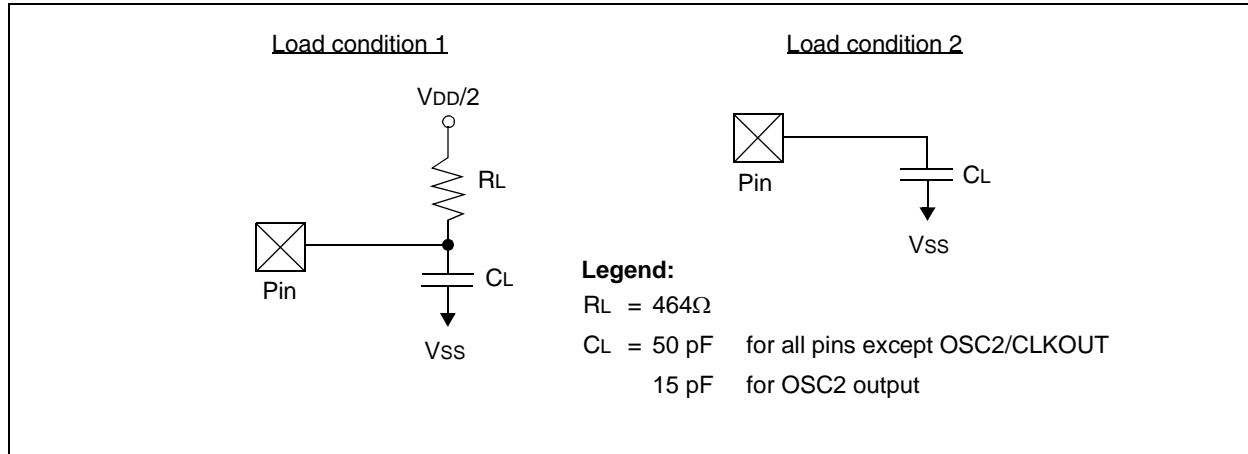 Load condition 1
VDD/2
RL
Pin
CL
VSS
Load condition 2
Pin
CL
VSS
Legend:
RL = 464Ω
CL = 50 pF for all pins except OSC2/CLKOUT
15 pF for OSC2 output